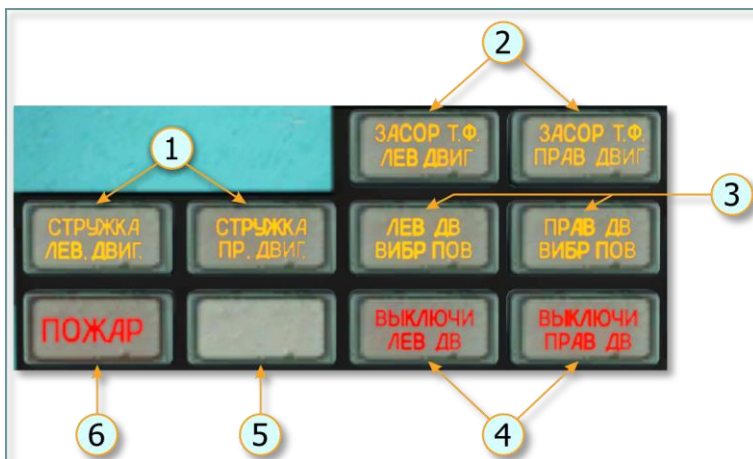 2
ЗАСОР Т.Ф.
ЛЕВ ДВИГ
ЗАСОР Т.Ф.
ПРАВ ДВИГ
1
3
СТРУЖКА
ЛЕВ. ДВИГ.
СТРУЖКА
ПР. ДВИГ.
ЛЕВ ДВ
ВИБР ПОВ
ПРАВ ДВ
ВИБР ПОВ
ПОЖАР
ВЫКЛЮЧИ
ЛЕВ ДВ
ВЫКЛЮЧИ
ПРАВ ДВ
6
5
4